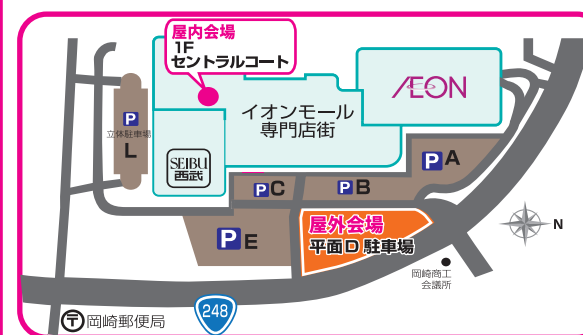 屋内会場
1F
セントラルコート
ÆON
イオンモール
専門店街
P
立体駐車場
L
SEIBU
西武
P A
P C
P B
P E
屋外会場
平面D 駐車場
N
岡崎商工
会議所
248
〒岡崎郵便局